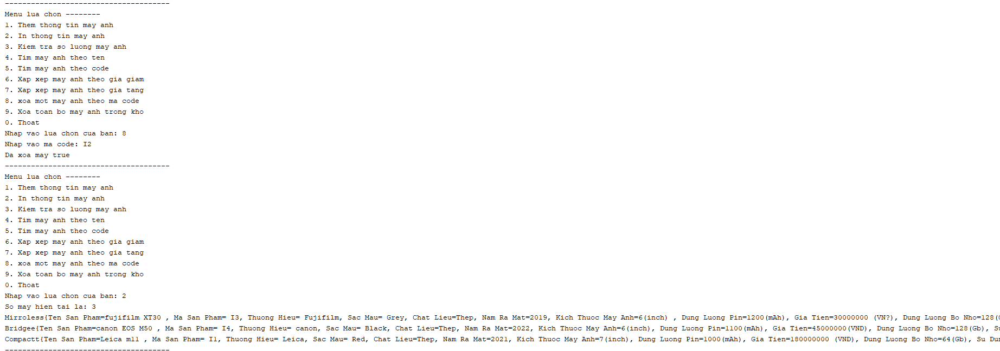 --------------------------------------
Menu lua chon --------
1. Them thong tin may anh
2. In thong tin may anh
3. Kiem tra so luong may anh
4. Tim may anh theo ten
5. Tim may anh theo code
6. Xap xep may anh theo gia giam
7. Xap xep may anh theo gia tang
8. xoa mot may anh theo ma code
9. Xoa toan bo may anh trong kho
0. Thoat
Nhap vao lua chon cua ban: 8
Nhap vao ma code: I2
Da xoa may true
--------------------------------------
Menu lua chon --------
1. Them thong tin may anh
2. In thong tin may anh
3. Kiem tra so luong may anh
4. Tim may anh theo ten
5. Tim may anh theo code
6. Xap xep may anh theo gia giam
7. Xap xep may anh theo gia tang
8. xoa mot may anh theo ma code
9. Xoa toan bo may anh trong kho
0. Thoat
Nhap vao lua chon cua ban: 2
So may hien tai la: 3
Mirroless{Ten San Pham=fujifilm XT30 , Ma San Pham= I3, Thuong Hieu= Fujifilm, Sac Mau= Grey, Chat Lieu=Thep, Nam Ra Mat=2019, Kich Thuoc May Anh=6(inch) , Dung Luong Pin=1200(mAh), Gia Tien=30000000 (VN?), Dung Luong Bo Nho=128(
Bridgee{Ten San Pham=canon EOS M50 , Ma San Pham= I4, Thuong Hieu= canon, Sac Mau= Black, Chat Lieu=Thep, Nam Ra Mat=2022, Kich Thuoc May Anh=6(inch), Dung Luong Pin=1100(mAh), Gia Tien=45000000(VND), Dung Luong Bo Nho=128(Gb), Su
Compactt{Ten San Pham=Leica m11 , Ma San Pham= I1, Thuong Hieu= Leica, Sac Mau= Red, Chat Lieu=Thep, Nam Ra Mat=2021, Kich Thuoc May Anh=7(inch), Dung Luong Pin=1000(mAh), Gia Tien=180000000 (VND), Dung Luong Bo Nho=64(Gb), Su Dun
--------------------------------------